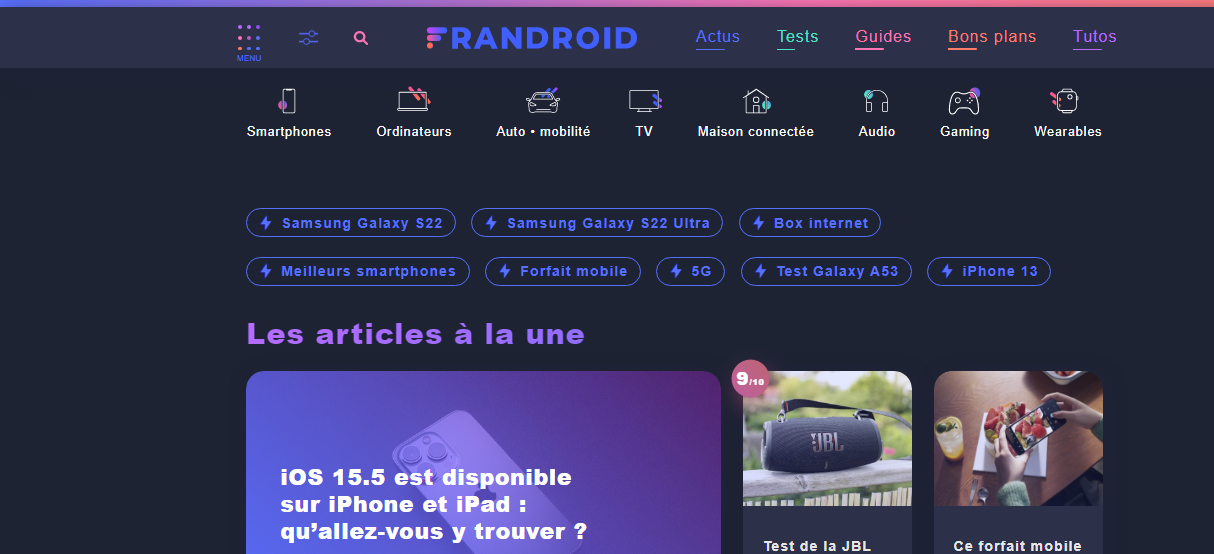 MENU
FRANDROID
Actus Tests Guides Bons plans Tutos
Smartphones Ordinateurs Auto • mobilité TV Maison connectée Audio Gaming Wearables
Samsung Galaxy S22 Samsung Galaxy S22 Ultra Box internet
Meilleurs smartphones Forfait mobile 5G Test Galaxy A53 iPhone 13
Les articles à la une
9/10
JBL
iOS 15.5 est disponible
sur iPhone et iPad :
qu’allez-vous y trouver ?
Test de la JBL
Ce forfait mobile